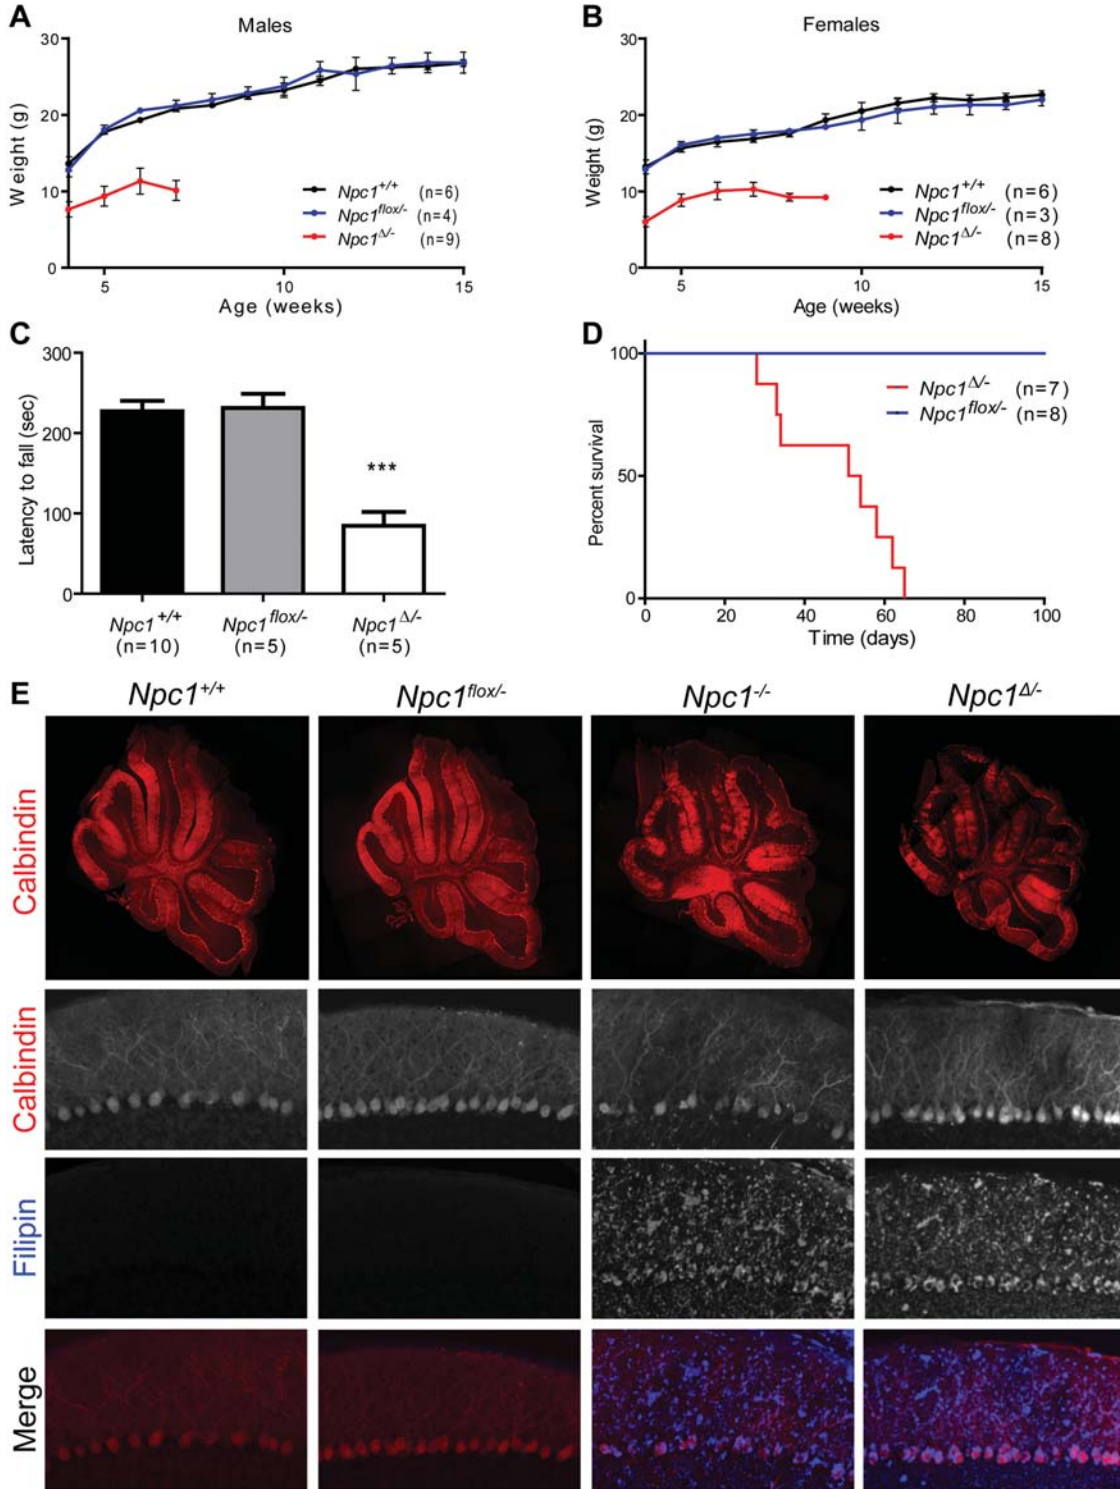 A
Males
30
20
10
0
Weight (g)
5
10
15
Age (weeks)
Npc1+/+ (n=6)
Npc1flox/- (n=4)
Npc1Δ/- (n=9)
B
Females
30
20
10
0
Weight (g)
5
10
15
Age (weeks)
Npc1+/+ (n=6)
Npc1flox/- (n=3)
Npc1Δ/- (n=8)
C
300
200
100
0
Latency to fall (sec)
***
Npc1+/+
(n=10)
Npc1flox/-
(n=5)
Npc1Δ/-
(n=5)
D
100
50
0
Percent survival
0
20
40
60
80
100
Time (days)
Npc1Δ/- (n=7)
Npc1flox/- (n=8)
E
Npc1+/+
Npc1flox/-
Npc1-/-
Npc1Δ/-
Calbindin
Calbindin
Filipin
Merge